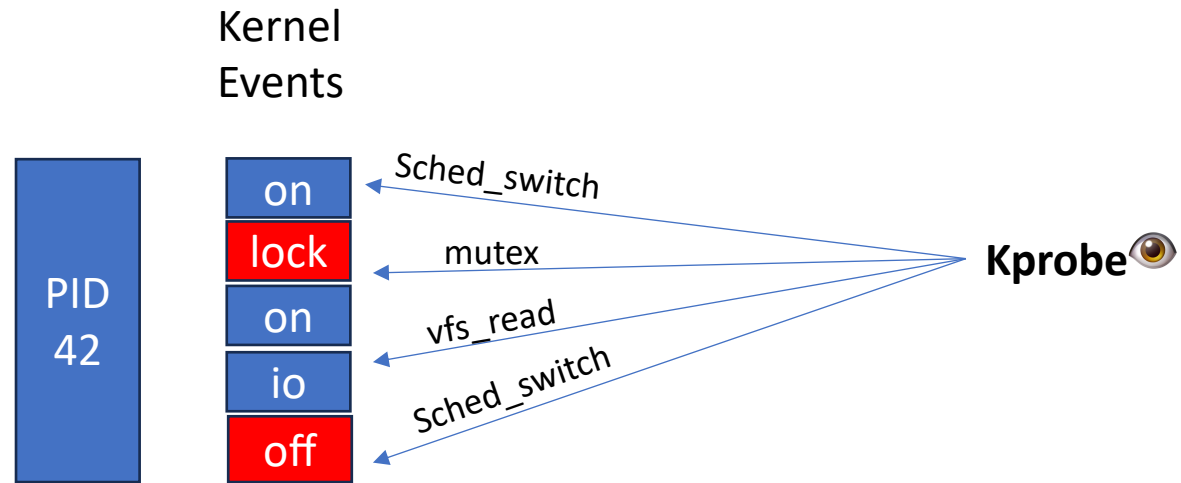 Kernel
Events
PID
42
on
lock
on
io
off
Sched_switch
mutex
vfs_read
Sched_switch
Kprobe